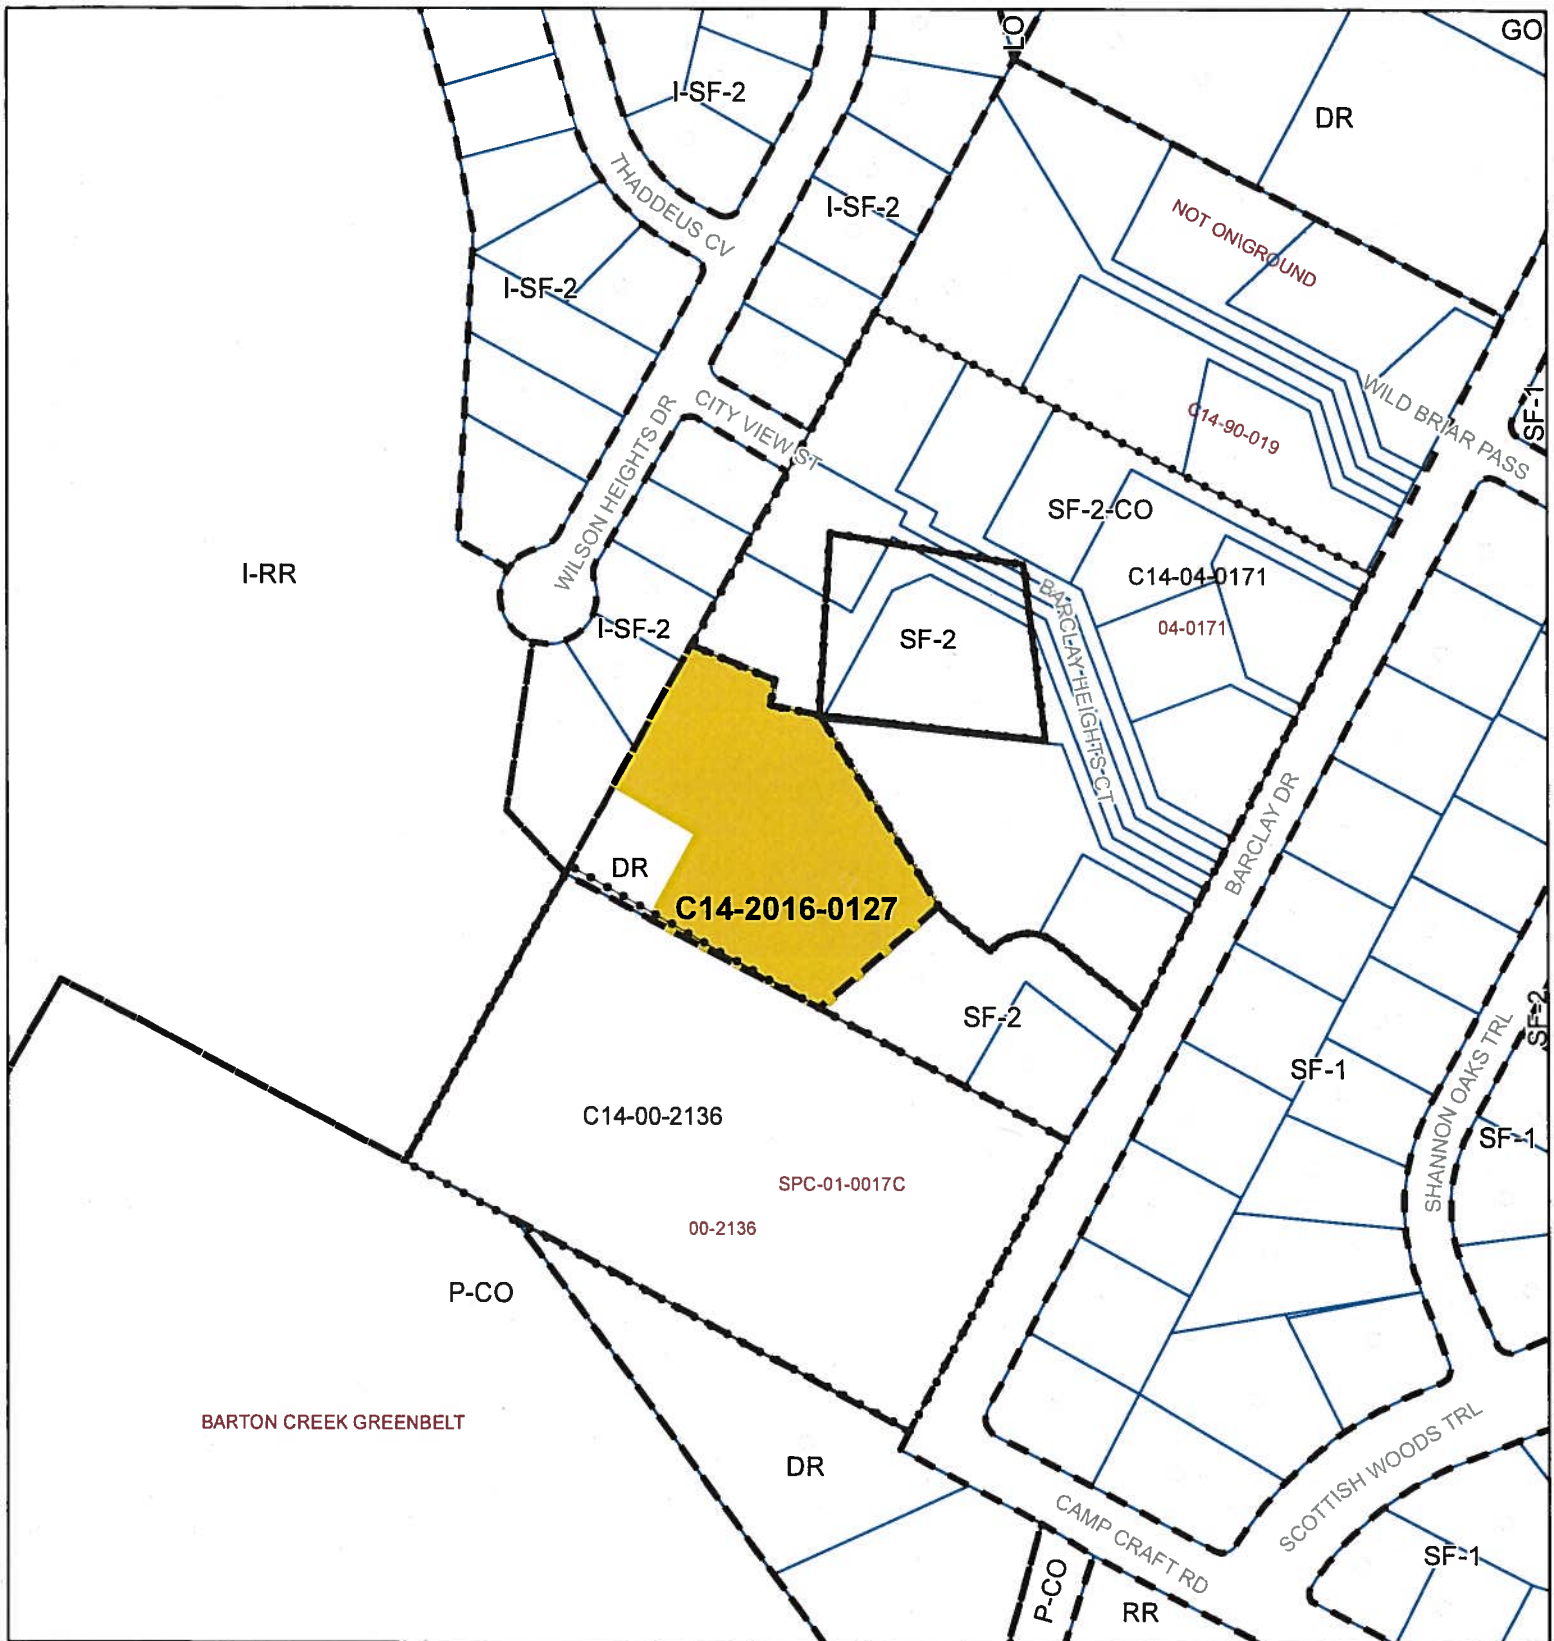 LO
GO
I-SF-2
DR
THADDEUS CV
I-SF-2
NOT ON GROUND
I-SF-2
WILSON HEIGHTS DR
CITY VIEW ST
C14-90-019
WILD BRIAR PASS
SF-1
SF-2-CO
I-RR
C14-04-0171
04-0171
I-SF-2
SF-2
BARCLAY HEIGHTS CT
BARCLAY DR
DR
C14-2016-0127
SF-2
SF-2
SF-1
SHANNON OAKS TRL
SF-1
C14-00-2136
SPC-01-0017C
00-2136
P-CO
BARTON CREEK GREENBELT
DR
SCOTTISH WOODS TRL
CAMP CRAFT RD
SF-1
P-CO
RR